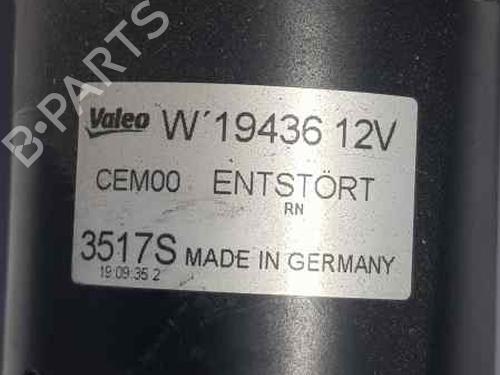 B-PARTS
Valeo W´19436 12V
CEM00 ENTSTÖRT
RN
3517S MADE IN GERMANY
19:09:35 2